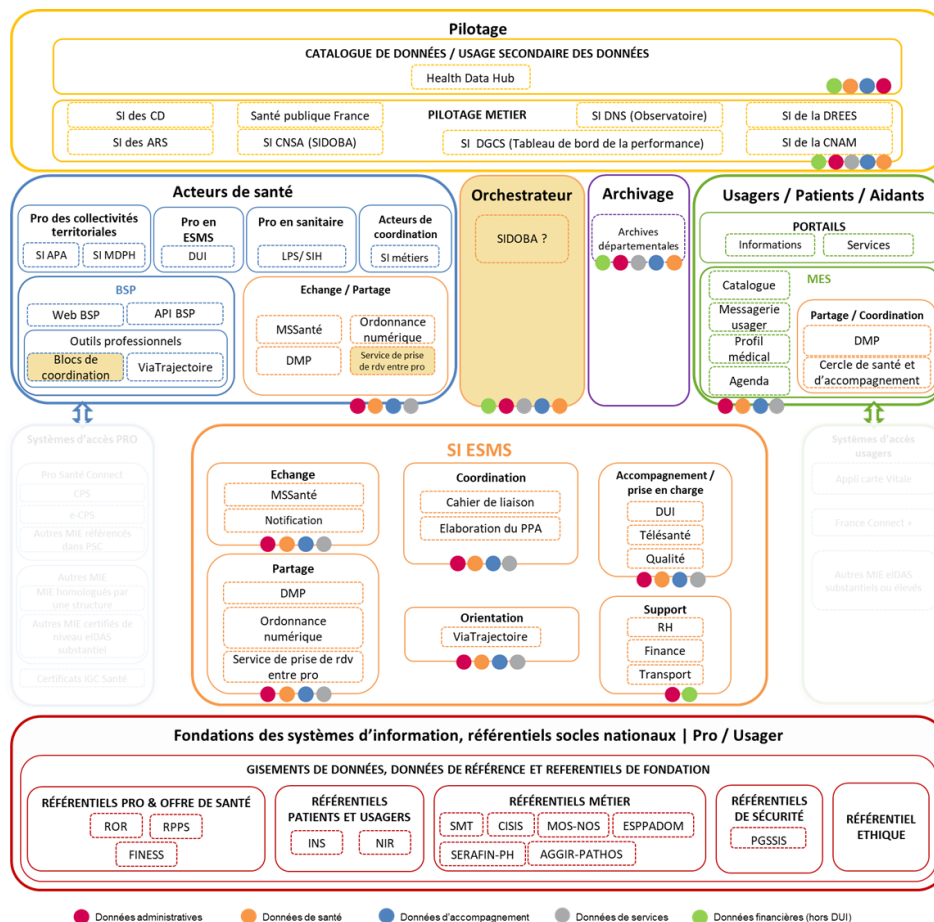 Pilotage
CATALOGUE DE DONNÉES / USAGE SECONDAIRE DES DONNÉES
Health Data Hub
SI des CD
Santé publique France
PILOTAGE METIER
SI DNS (Observatoire)
SI de la DREES
SI des ARS
SI CNSA (SIDOBA)
SI DGCS (Tableau de bord de la performance)
SI de la CNAM
Acteurs de santé
Pro des collectivités
territoriales
SI APA
SI MDPH
Pro en
ESMS
DUI
Pro en sanitaire
LPS/ SIH
Acteurs de
coordination
SI métiers
BSP
Web BSP
API BSP
Outils professionnels
Blocs de
coordination
ViaTrajectoire
Echange / Partage
MSSanté
Ordonnance
numérique
DMP
Service de prise
de rdv entre pro
Orchestrateur
SIDOBA ?
Archivage
Archives
départementales
Usagers / Patients / Aidants
PORTAILS
Informations
Services
MES
Catalogue
Messagerie
usager
Profil
médical
Agenda
Partage / Coordination
DMP
Cercle de santé et
d'accompagnement
Systèmes d'accès PRO
Pro Santé Connect
CPS
e-CPS
Autres MIE référencés
dans PSC
Autres MIE
MIE homologués par
une structure
Autres MIE certifiés de
niveau eIDAS
substantiel
Certificats IGC Santé
SI ESMS
Echange
MSSanté
Notification
Partage
DMP
Ordonnance
numérique
Service de prise de rdv
entre pro
Coordination
Cahier de liaison
Elaboration du PPA
Orientation
ViaTrajectoire
Accompagnement /
prise en charge
DUI
Télésanté
Qualité
Support
RH
Finance
Transport
Systèmes d'accès
usagers
Appli carte Vitale
France Connect +
Autres MIE eIDAS
substantiels ou élevés
Fondations des systèmes d'information, référentiels socles nationaux | Pro / Usager
GISEMENTS DE DONNÉES, DONNÉES DE RÉFÉRENCE ET REFERENTIELS DE FONDATION
RÉFÉRENTIELS PRO & OFFRE DE SANTÉ
ROR
RPPS
FINESS
RÉFÉRENTIELS
PATIENTS ET USAGERS
INS
NIR
RÉFÉRENTIELS MÉTIER
SMT
CISIS
MOS-NOS
ESPPADOM
SERAFIN-PH
AGGIR-PATHOS
RÉFÉRENTIELS
DE SÉCURITÉ
PGSSIS
RÉFÉRENTIEL
ETHIQUE
Données administratives
Données de santé
Données d'accompagnement
Données de services
Données financières (hors DUI)